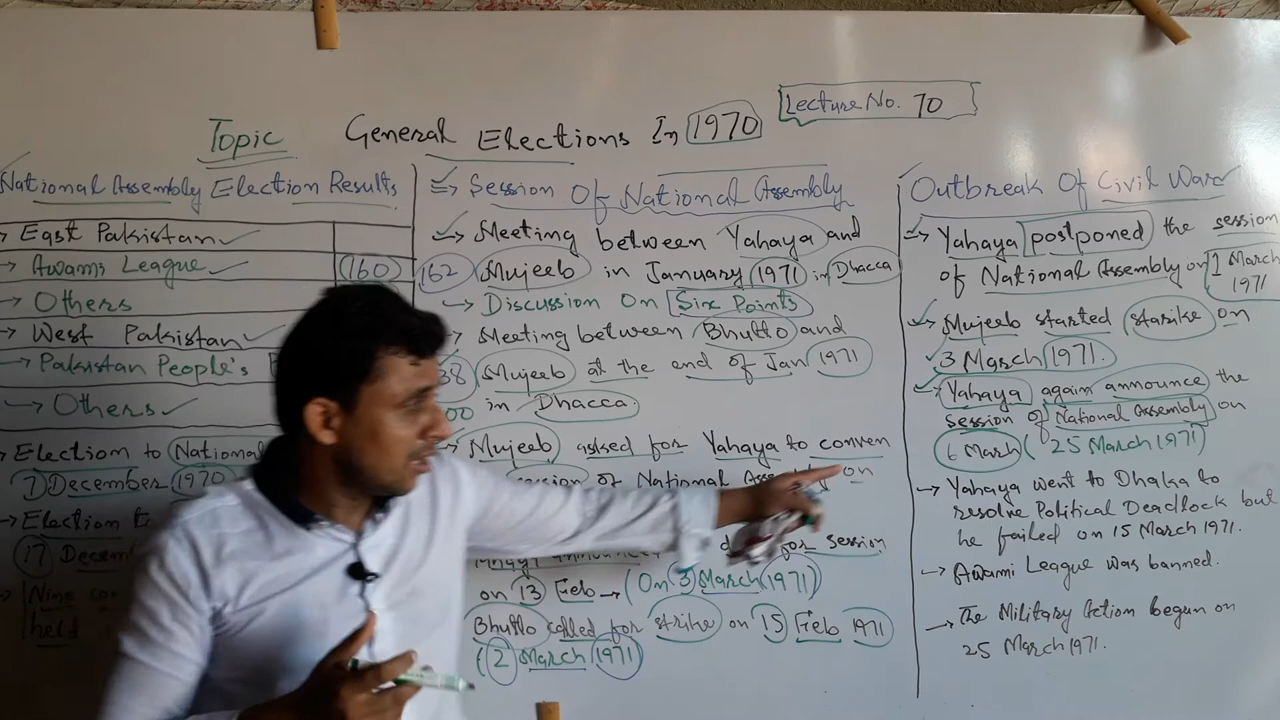 Lecture No. 70
Topic General Elections In 1970
National Assembly Election Results
East Pakistan
Awami League 160 162
Others
West Pakistan
Pakistan People's
Others
Election to National
7 December 1970
Election
17 Decem
held
Session Of National Assembly
Meeting between Yahaya and
Mujeeb in January 1971 in Dhacca
Discussion On Six Points
Meeting between Bhutto and
Mujeeb at the end of Jan 1971
in Dhacca.
Mujeeb asked for Yahaya to conven
session of National on
for session
on 13 Feb → (On 3 March 1971)
Bhutto called for strike on 15 Feb 1971
(2 March 1971)
Outbreak Of Civil War
Yahaya postponed the session
of National Assembly on 1 March
1971
Mujeeb started starike on
3 March 1971.
Yahaya again announce the
session of National Assembly on
6 Marsh (25 March 1971)
Yahaya went to Dhaka to
resolve Political Deadlock but
he failed on 15 March 1971.
Awami League was banned.
The Military Action begun on
25 March 1971.